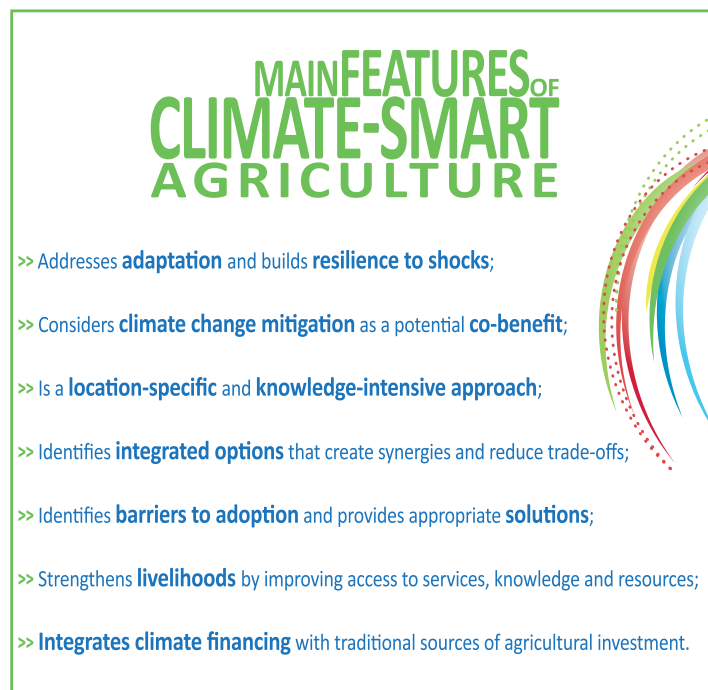 MAIN FEATURES OF
CLIMATE-SMART
AGRICULTURE
>> Addresses adaptation and builds resilience to shocks;
>> Considers climate change mitigation as a potential co-benefit;
>> Is a location-specific and knowledge-intensive approach;
>> Identifies integrated options that create synergies and reduce trade-offs;
>> Identifies barriers to adoption and provides appropriate solutions;
>> Strengthens livelihoods by improving access to services, knowledge and resources;
>> Integrates climate financing with traditional sources of agricultural investment.